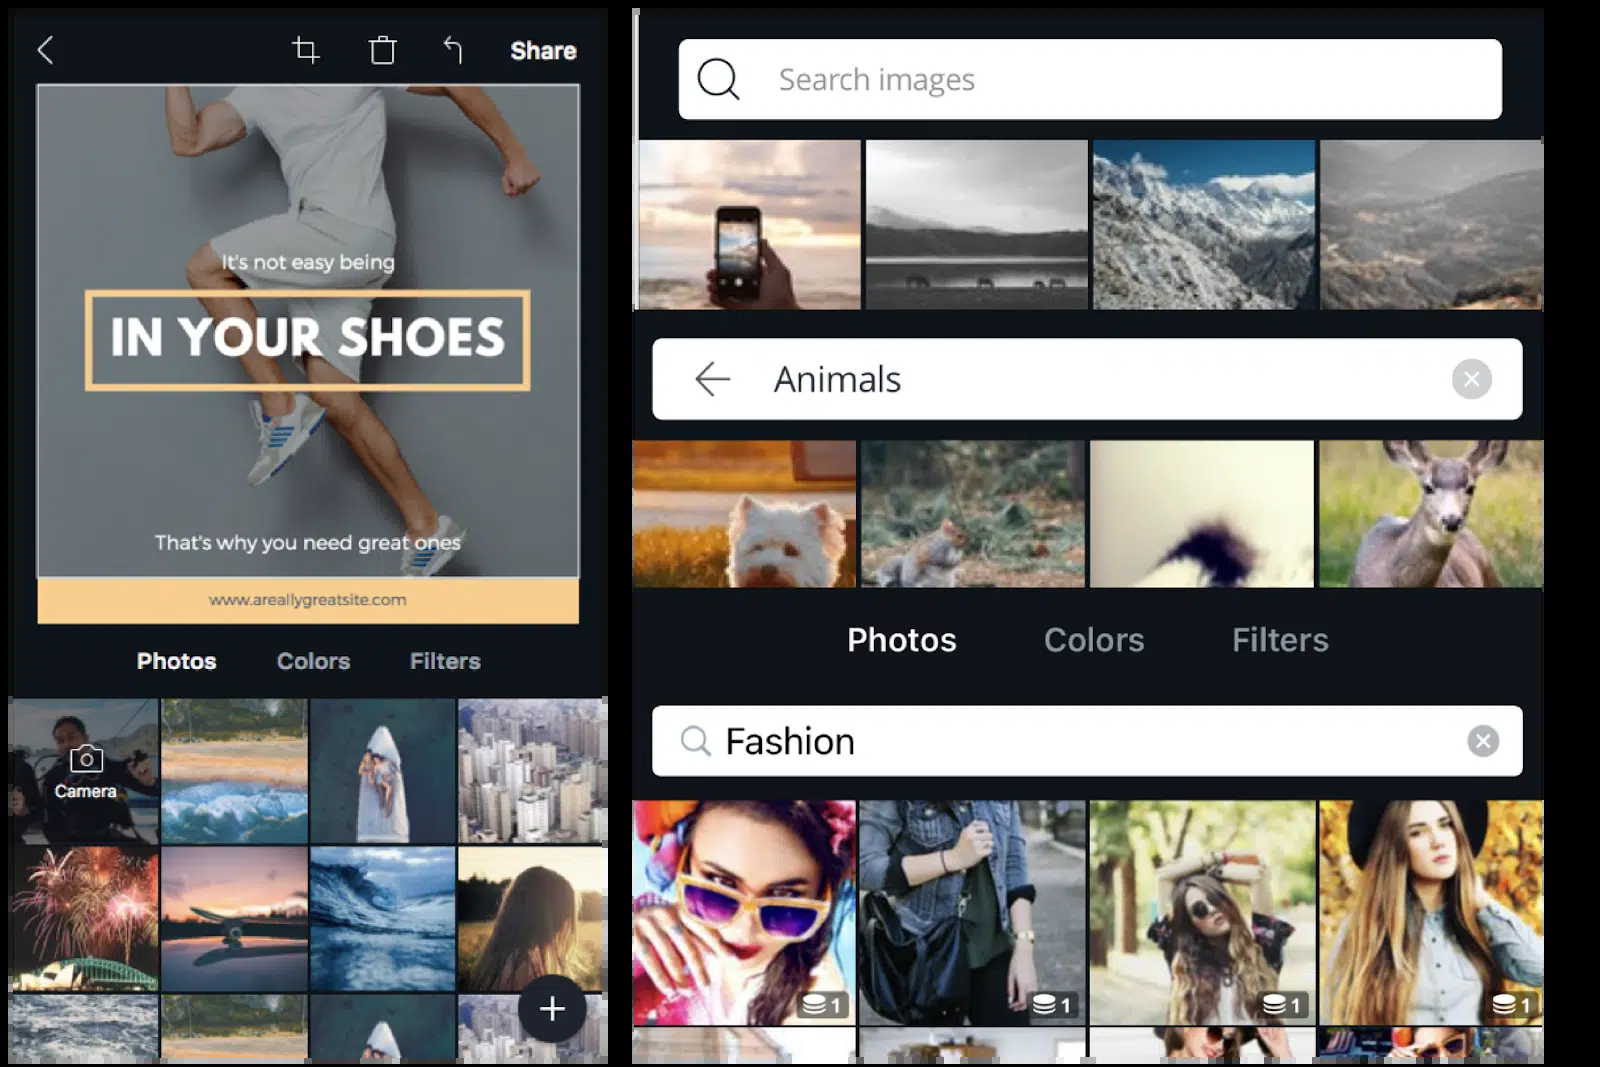 Share
It's not easy being
IN YOUR SHOES
That's why you need great ones
www.areallygreatsite.com
Photos Colors Filters
Camera
Search images
Animals
Photos Colors Filters
Fashion
1 1 1 1